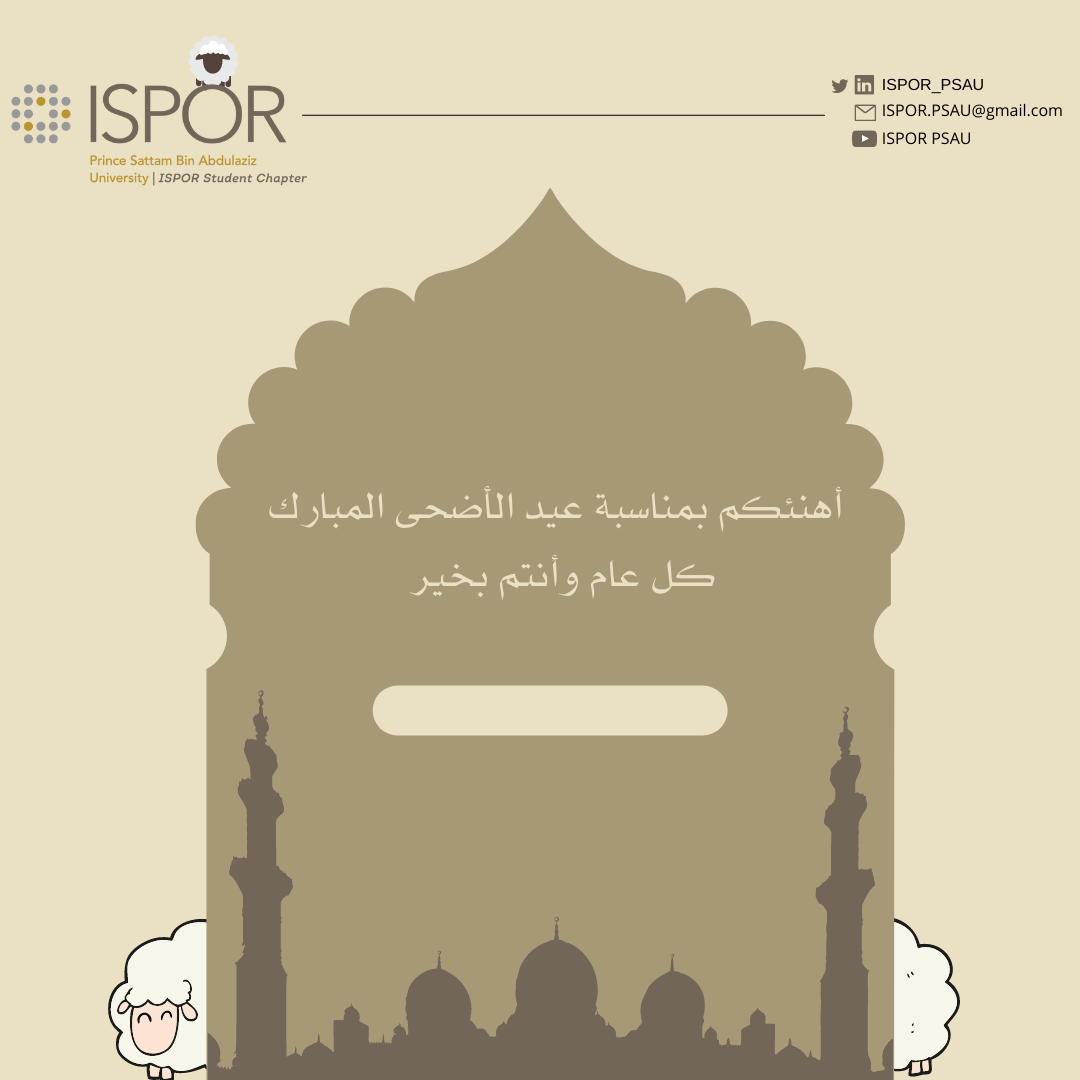 ISPOR
Prince Sattam Bin Abdulaziz
University | ISPOR Student Chapter
in ISPOR_PSAU
ISPOR.PSAU@gmail.com
ISPOR PSAU
أهنئكم بمناسبة عيد الأضحى المبارك
كل عام وأنتم بخير